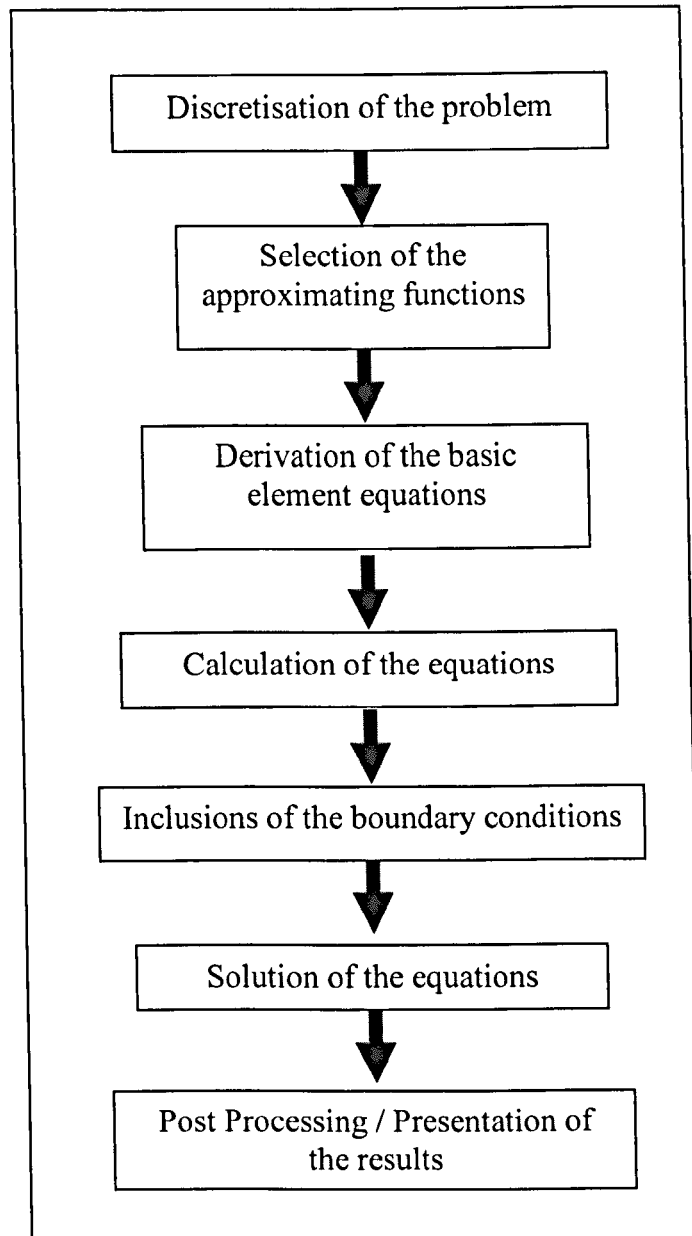 Discretisation of the problem
Selection of the
approximating functions
Derivation of the basic
element equations
Calculation of the equations
Inclusions of the boundary conditions
Solution of the equations
Post Processing / Presentation of
the results